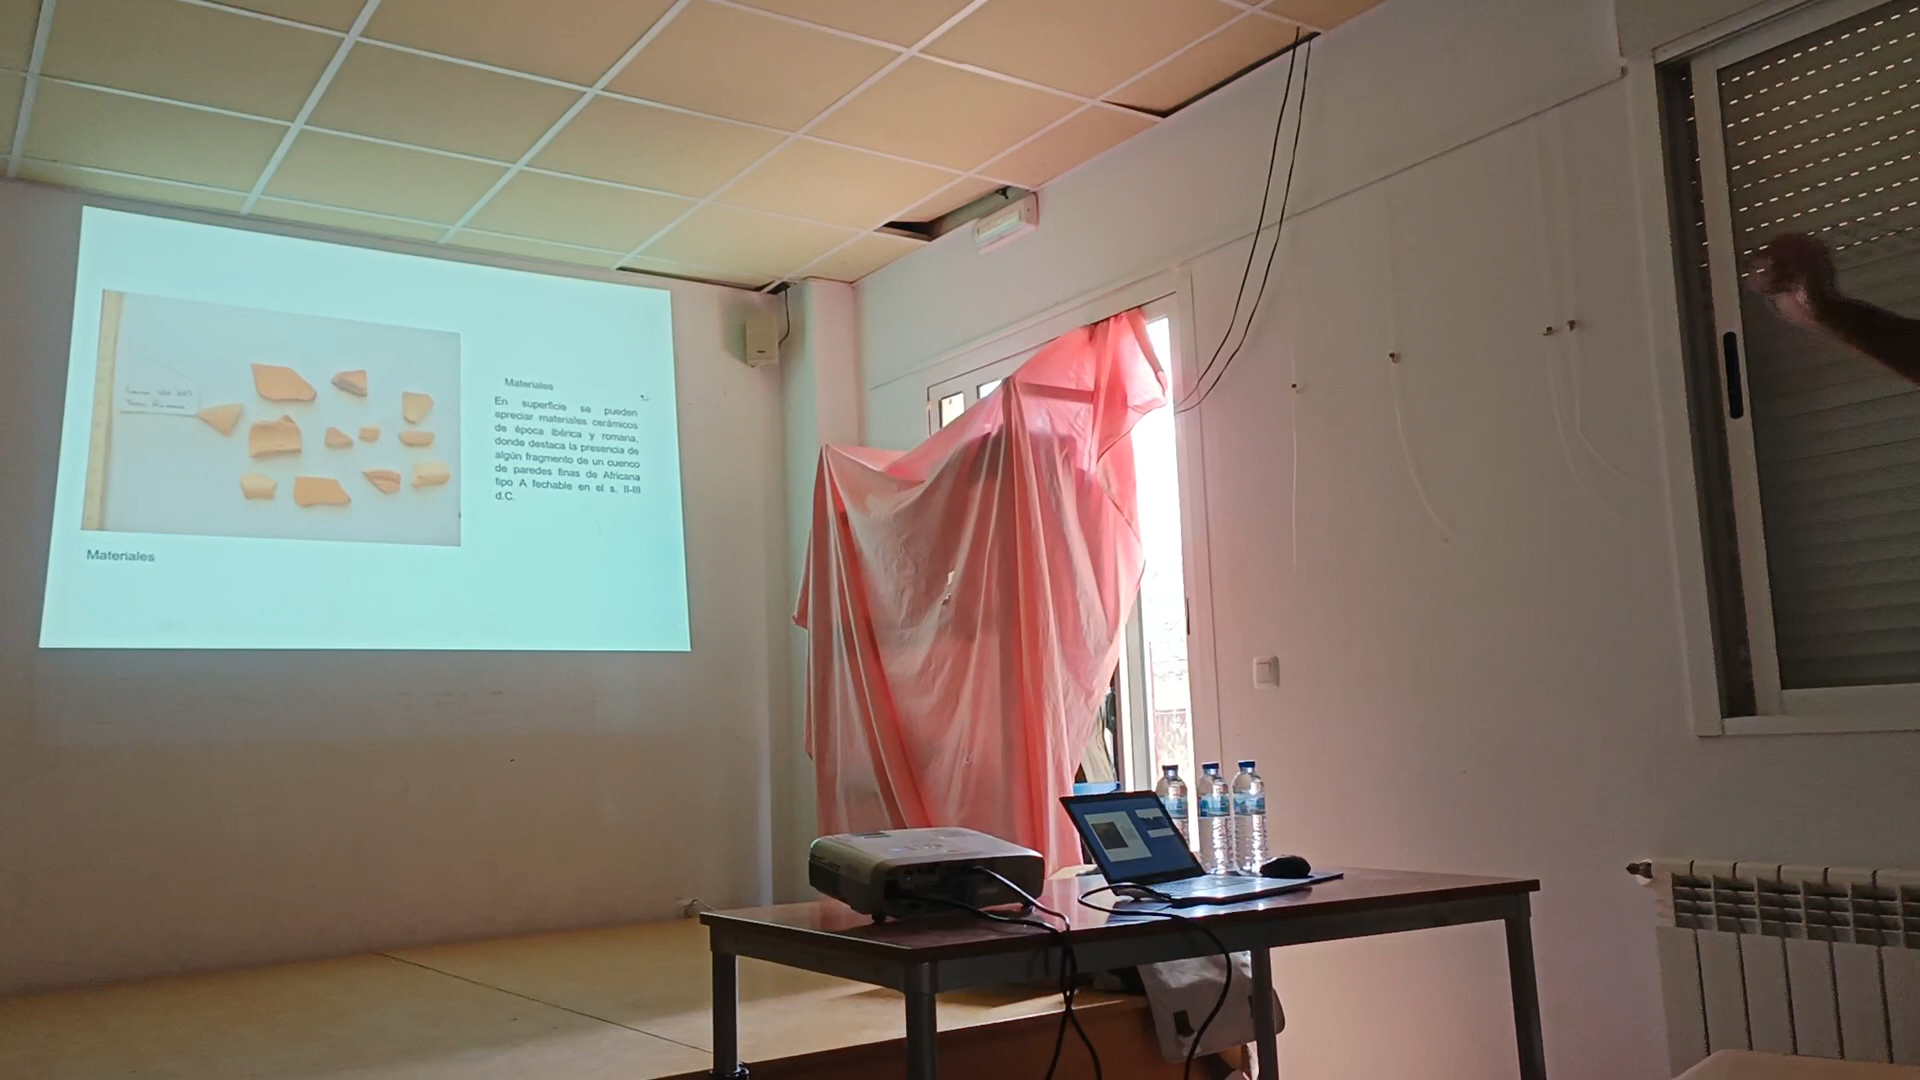 Materiales
En superficie se pueden
apreciar materiales cerámicos
de época ibérica y romana,
donde destaca la presencia de
algún fragmento de un cuenco
de paredes finas de Africana
tipo A fechable en el s. II-III
d.C.
Materiales